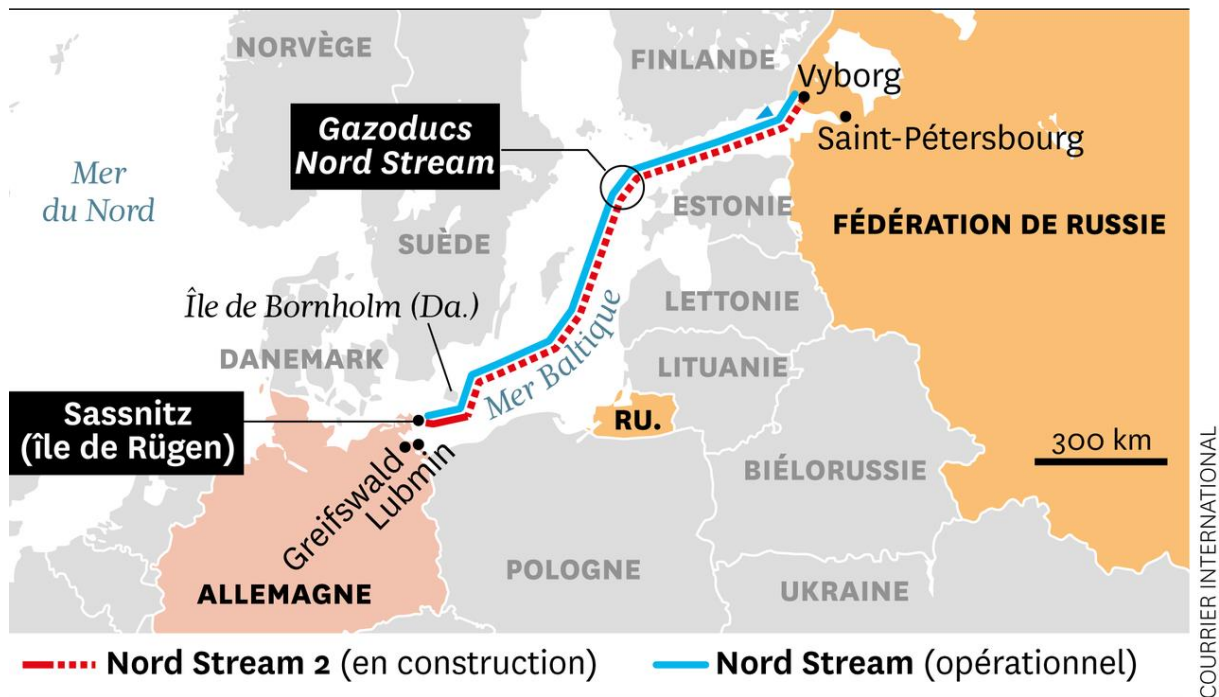 NORVÈGE
FINLANDE
Vyborg
Gazoducs
Nord Stream
Saint-Pétersbourg
Mer
du Nord
ESTONIE
SUÈDE
FÉDÉRATION DE RUSSIE
Île de Bornholm (Da.)
LETTONIE
DANEMARK
Mer Baltique
LITUANIE
Sassnitz
(île de Rügen)
RU.
300 km
Greifswald
Lubmin
BIÉLORUSSIE
POLOGNE
ALLEMAGNE
UKRAINE
Nord Stream 2 (en construction)
Nord Stream (opérationnel)
COURRIER INTERNATIONAL